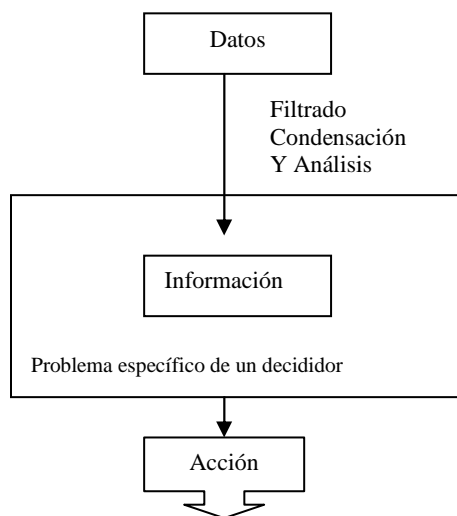 Datos
Filtrado
Condensación
Y Análisis
Información
Problema específico de un decididor
Acción